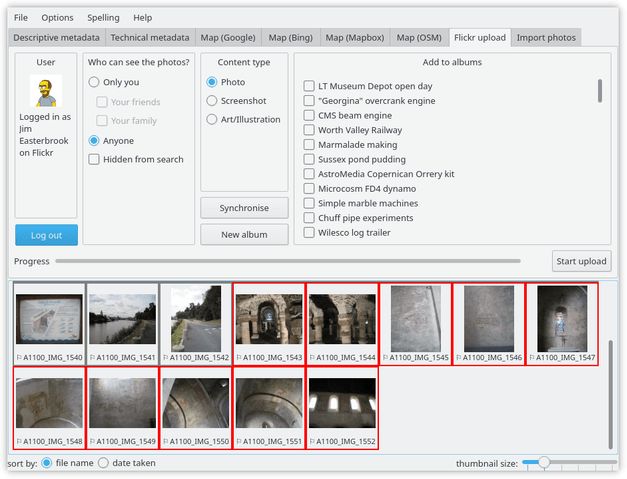 File Options Spelling Help
Descriptive metadata Technical metadata Map (Google) Map (Bing) Map (Mapbox) Map (OSM) Flickr upload Import photos
User
Logged in as
Jim
Easterbrook
on Flickr
Log out
Who can see the photos?
Only you
Your friends
Your family
Anyone
Hidden from search
Content type
Photo
Screenshot
Art/Illustration
Synchronise
New album
Add to albums
LT Museum Depot open day
"Georgina" overcrank engine
CMS beam engine
Worth Valley Railway
Marmalade making
Sussex pond pudding
AstroMedia Copernican Orrery kit
Microcosm FD4 dynamo
Simple marble machines
Chuff pipe experiments
Wilesco log trailer
Progress
Start upload
A1100_IMG_1540 A1100_IMG_1541 A1100_IMG_1542 A1100_IMG_1543 A1100_IMG_1544 A1100_IMG_1545 A1100_IMG_1546 A1100_IMG_1547
A1100_IMG_1548 A1100_IMG_1549 A1100_IMG_1550 A1100_IMG_1551 A1100_IMG_1552
sort by: file name date taken thumbnail size: